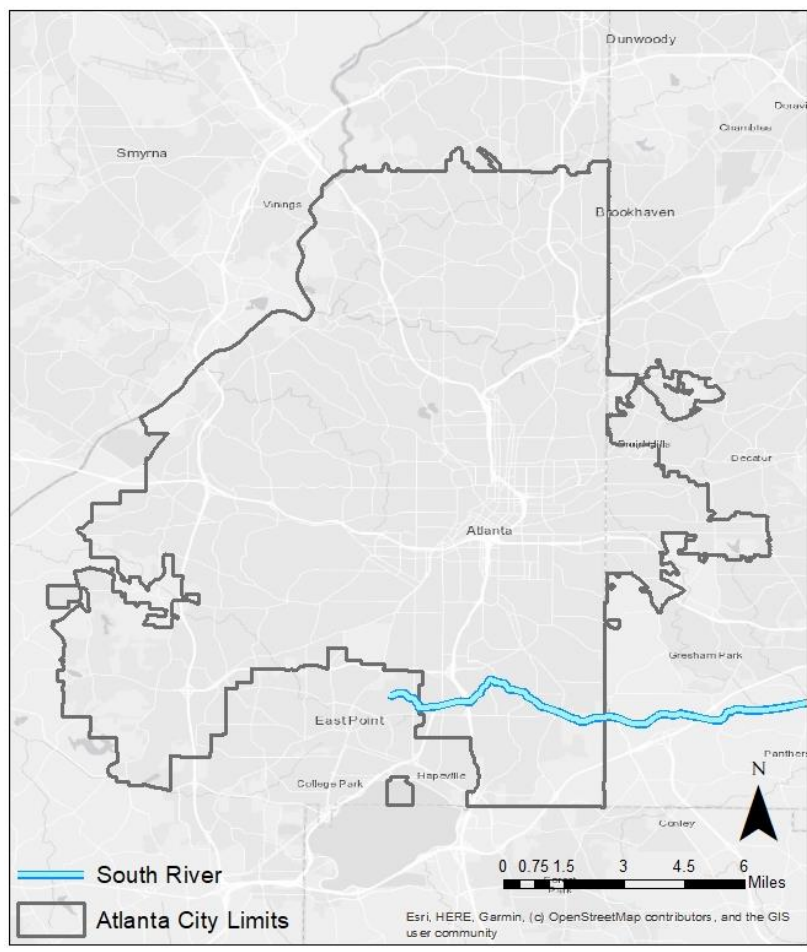 Dunwoody
Doravi
Chamblee
Smyrna
Vinings
Brookhaven
Decatur
Atlanta
Gresham Park
East Point
Panthers
N
College Park
Hapeville
Conley
South River
0 0.75 1.5 3 4.5 6
Miles
Park
Atlanta City Limits
Esri, HERE, Garmin, (c) OpenStreetMap contributors, and the GIS
user community